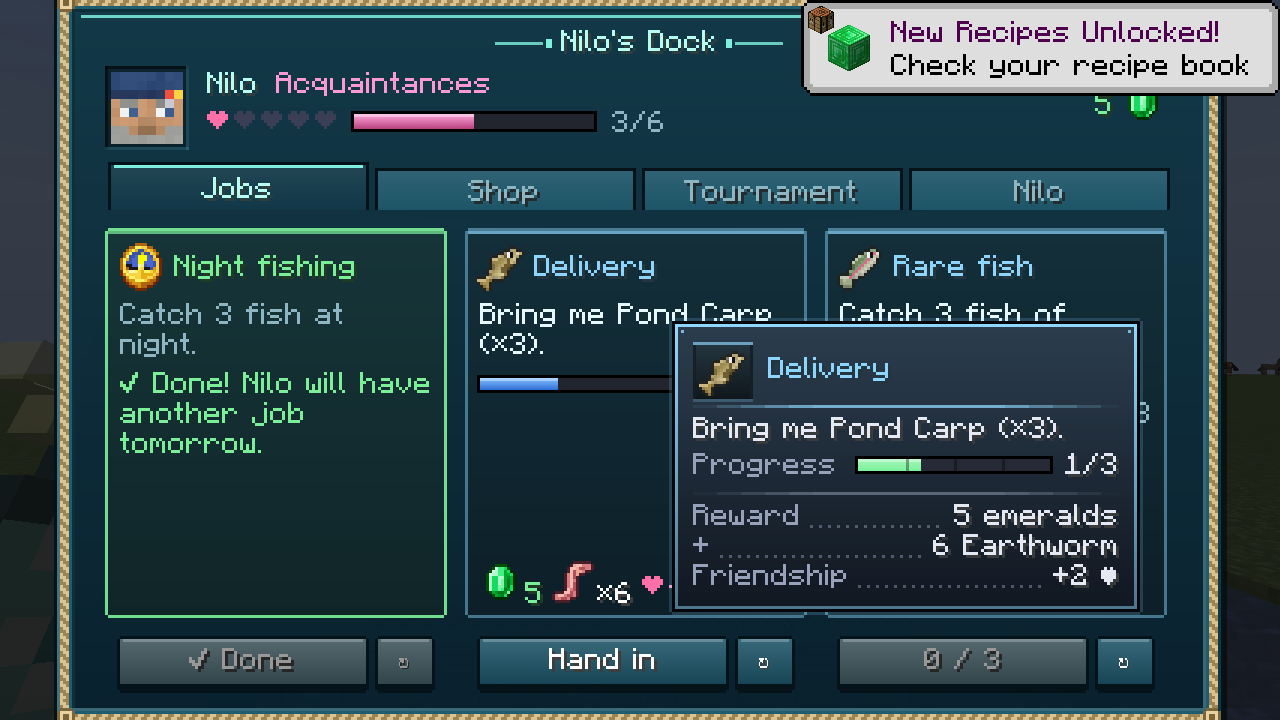 Nilo's Dock
New Recipes Unlocked!
Check your recipe book
Nilo Acquaintances
3/6
5
Jobs
Shop
Tournament
Nilo
Night fishing
Catch 3 fish at
night.
✓ Done! Nilo will have
another job
tomorrow.
Delivery
Bring me Pond Carp
(x3).
5
x6
Rare fish
Catch 3 fish of
Delivery
Bring me Pond Carp (x3).
Progress 1/3
Reward 5 emeralds
+ 6 Earthworm
Friendship +2
✓ Done
Hand in
0 / 3